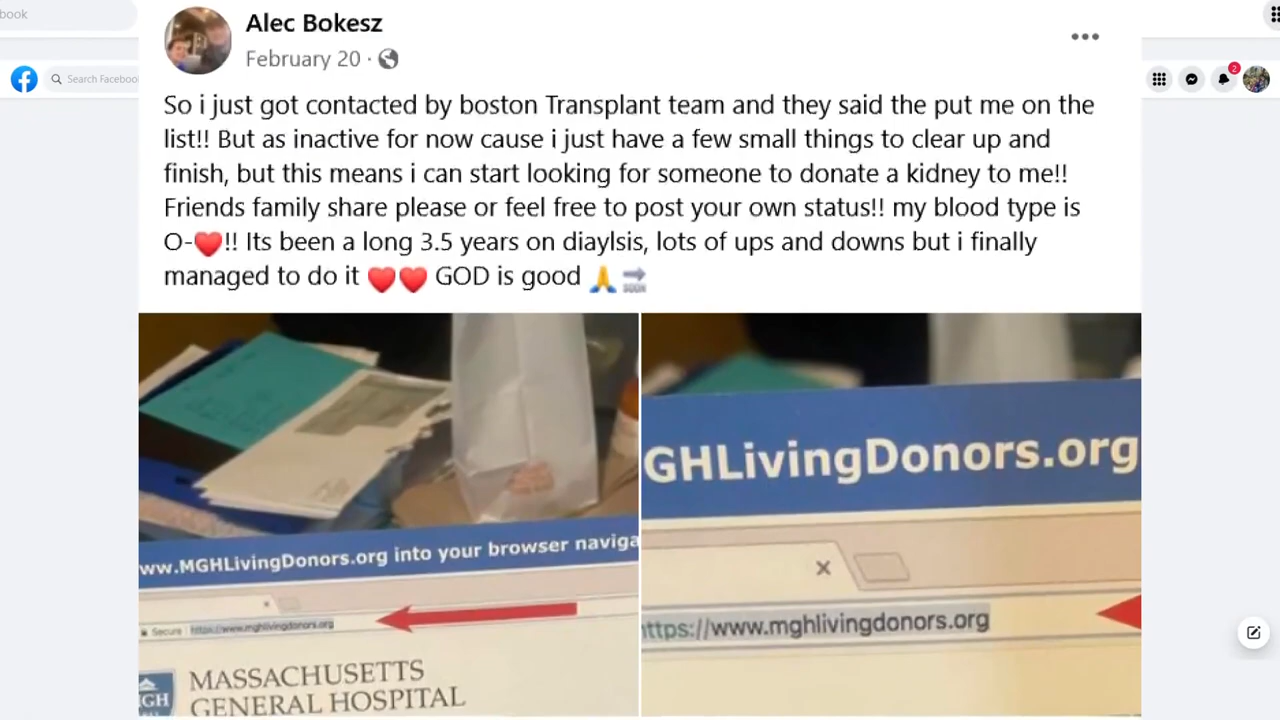 book
Alec Bokesz
February 20 ·
Search Facebook
2
So i just got contacted by boston Transplant team and they said the put me on the
list!! But as inactive for now cause i just have a few small things to clear up and
finish, but this means i can start looking for someone to donate a kidney to me!!
Friends family share please or feel free to post your own status!! my blood type is
O-❤️!! Its been a long 3.5 years on diaylsis, lots of ups and downs but i finally
managed to do it ❤️❤️ GOD is good 🙏🔜
ww.MGHLivingDonors.org into your browser naviga
Secure https://www.mghlivingdonors.org
GH
MASSACHUSETTS
GENERAL HOSPITAL
GHLivingDonors.org
ttps://www.mghlivingdonors.org